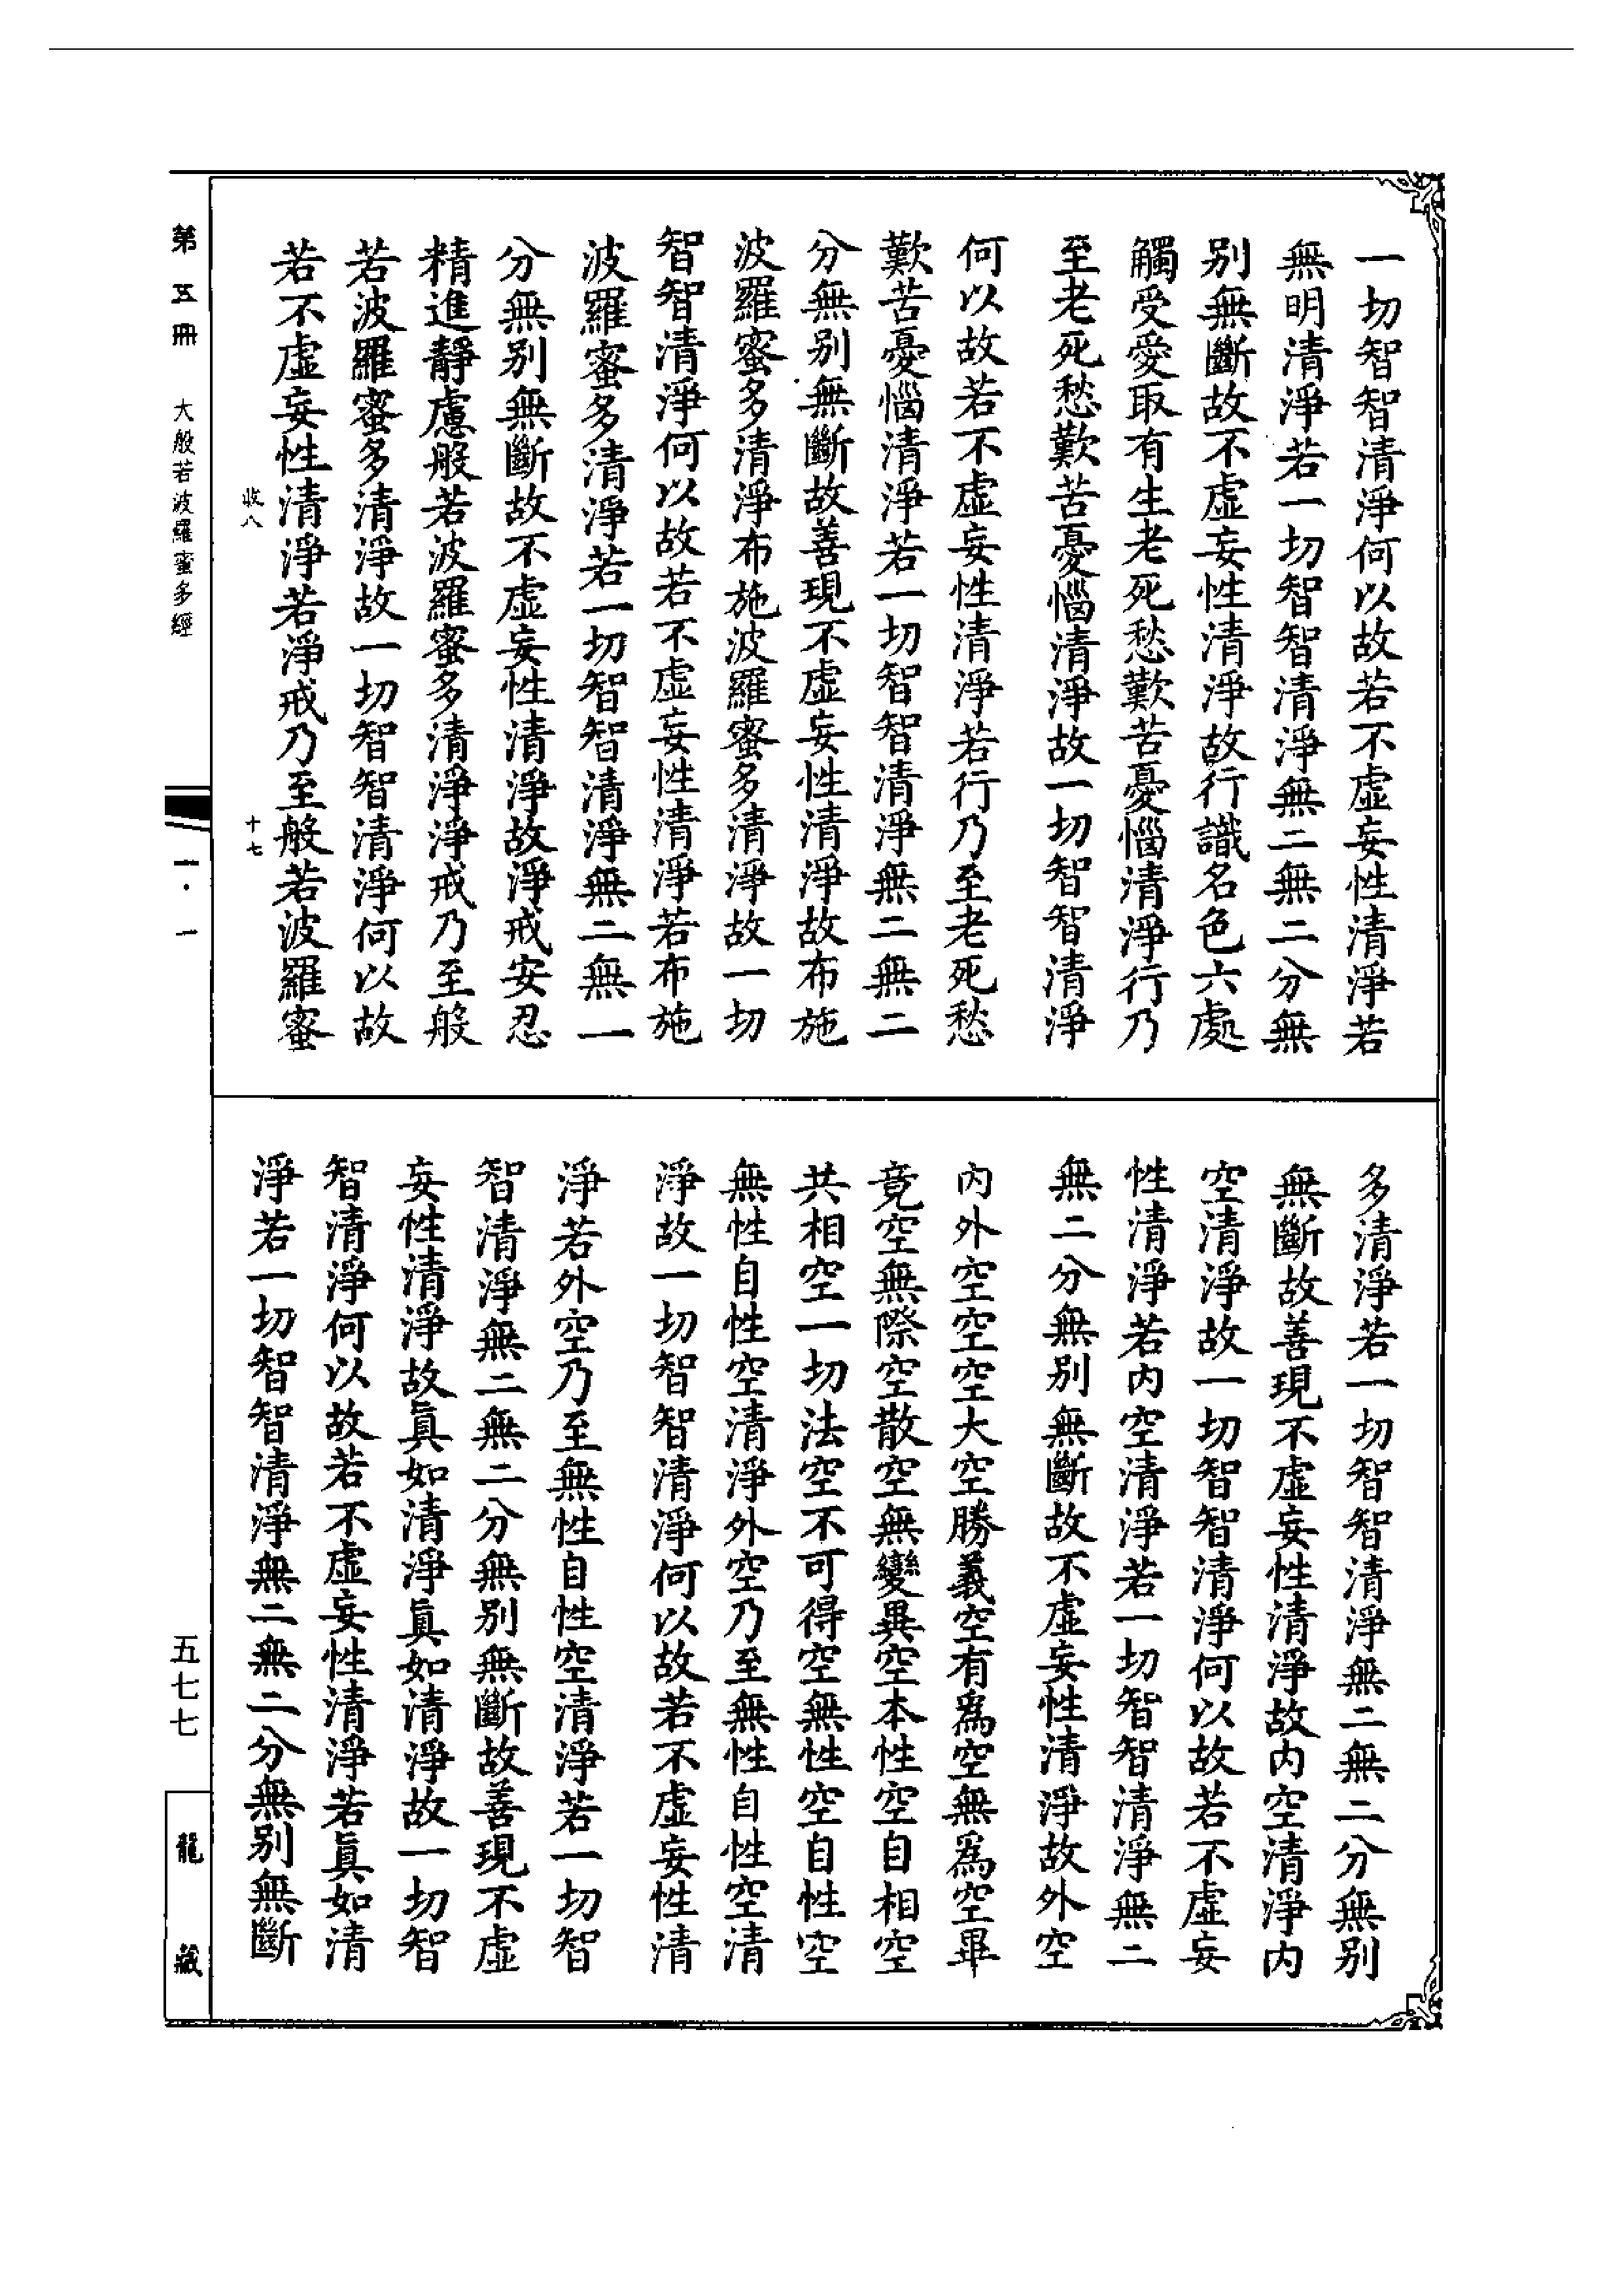 一切智智清淨何以故若不虛妄性清淨若
無明清淨若一切智智清淨無二無二分無
別無斷故不虛妄性清淨故行識名色六處
觸受愛取有生老死愁歎苦憂惱清淨行乃
至老死愁歎苦憂惱清淨故一切智智清淨
何以故若不虛妄性清淨若行乃至老死愁
歎苦憂惱清淨若一切智智清淨無二無二
分無別無斷故善現不虛妄性清淨故布施
波羅蜜多清淨布施波羅蜜多清淨故一切
智智清淨何以故若不虛妄性清淨若布施
波羅蜜多清淨若一切智智清淨無二無二
分無別無斷故不虛妄性清淨故淨戒安忍
精進靜慮般若波羅蜜多清淨淨戒乃至般
若波羅蜜多清淨故一切智智清淨何以故
若不虛妄性清淨若淨戒乃至般若波羅蜜
多清淨若一切智智清淨無二無二分無別
無斷故善現不虛妄性清淨故內空清淨內
空清淨故一切智智清淨何以故若不虛妄
性清淨若內空清淨若一切智智清淨無二
無二分無別無斷故不虛妄性清淨故外空
內外空空空大空勝義空有爲空無爲空畢
竟空無際空散空無變異空本性空自相空
共相空一切法空不可得空無性空自性空
無性自性空清淨外空乃至無性自性空清
淨故一切智智清淨何以故若不虛妄性清
淨若外空乃至無性自性空清淨若一切智
智清淨無二無二分無別無斷故善現不虛
妄性清淨故眞如清淨眞如清淨故一切智
智清淨何以故若不虛妄性清淨若眞如清
淨若一切智智清淨無二無二分無別無斷
收八
十七
第五冊
大般若波羅蜜多經
一·一
五七七
龍藏